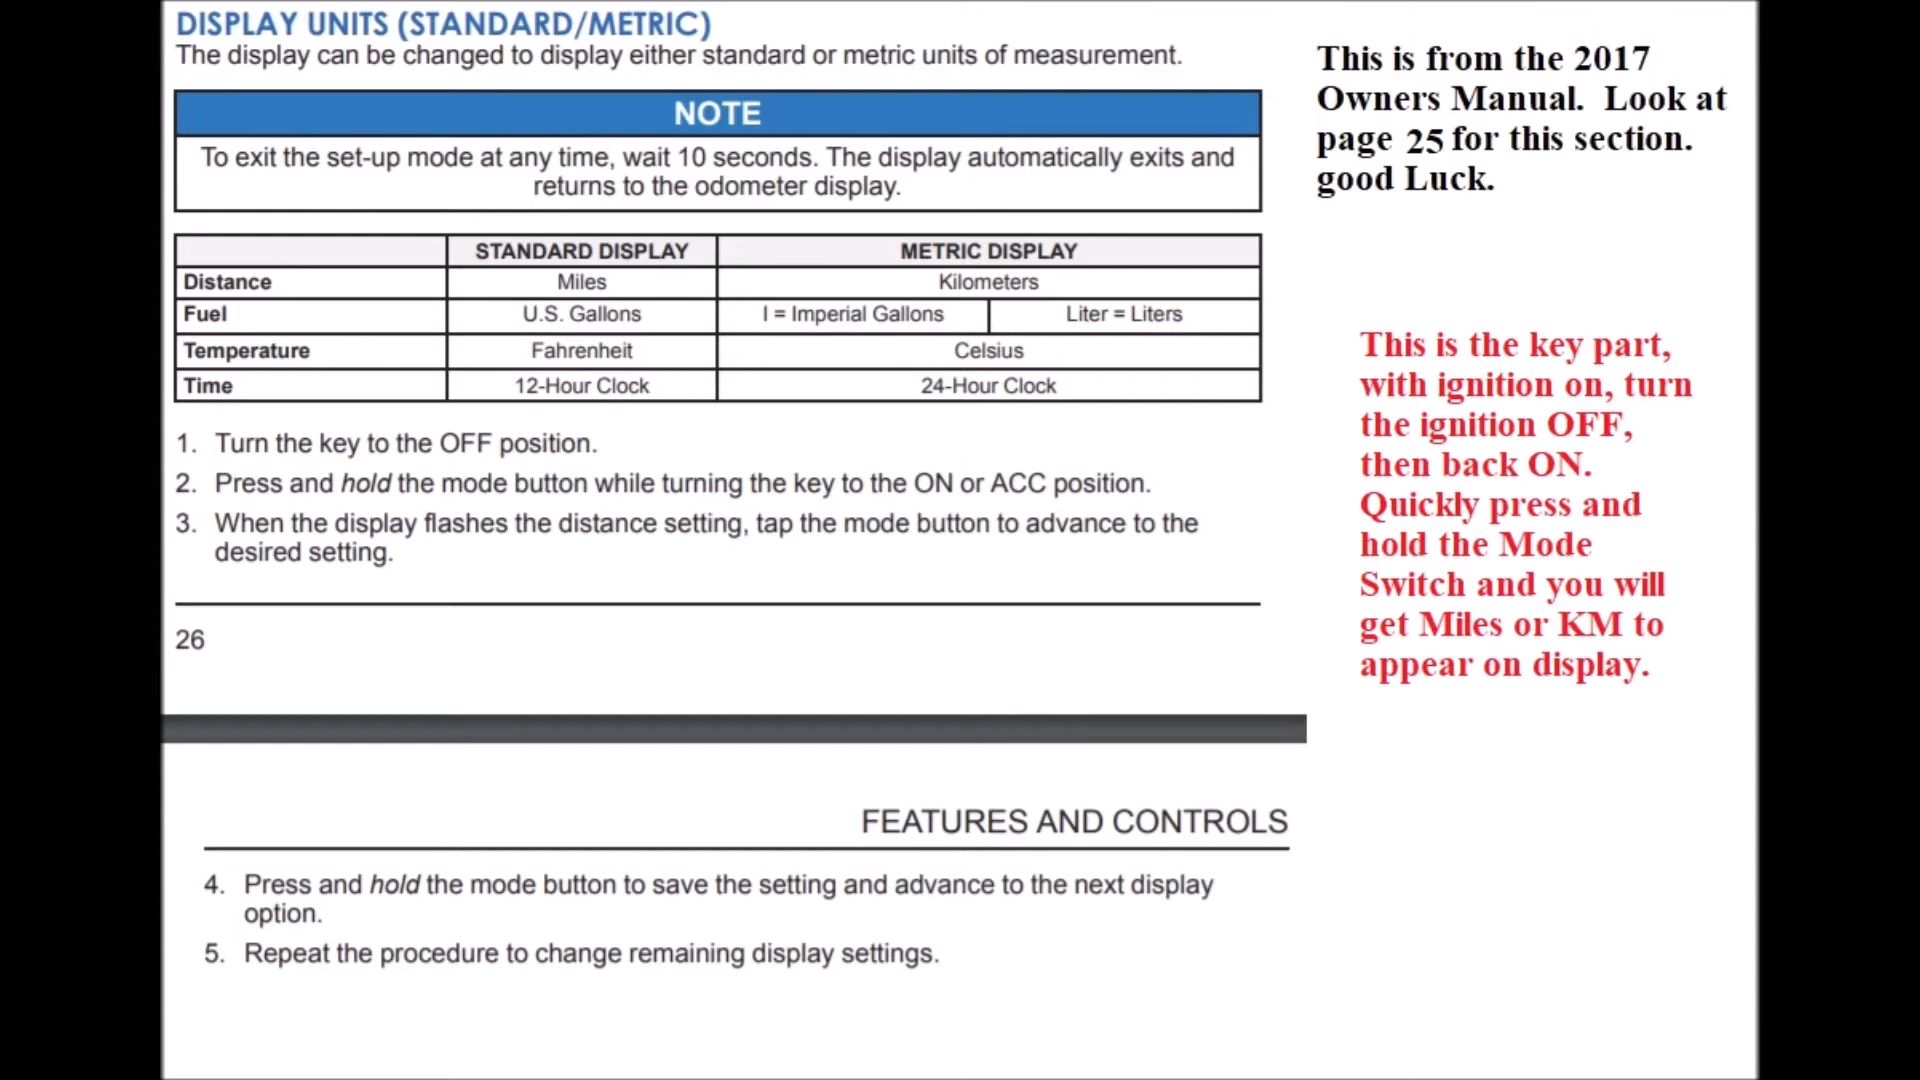 DISPLAY UNITS (STANDARD/METRIC)
The display can be changed to display either standard or metric units of measurement.
NOTE
To exit the set-up mode at any time, wait 10 seconds. The display automatically exits and
returns to the odometer display.
STANDARD DISPLAY METRIC DISPLAY
Distance Miles Kilometers
Fuel U.S. Gallons I = Imperial Gallons Liter = Liters
Temperature Fahrenheit Celsius
Time 12-Hour Clock 24-Hour Clock
1. Turn the key to the OFF position.
2. Press and hold the mode button while turning the key to the ON or ACC position.
3. When the display flashes the distance setting, tap the mode button to advance to the
desired setting.
26
FEATURES AND CONTROLS
4. Press and hold the mode button to save the setting and advance to the next display
option.
5. Repeat the procedure to change remaining display settings.
This is from the 2017
Owners Manual. Look at
page 25 for this section.
good Luck.
This is the key part,
with ignition on, turn
the ignition OFF,
then back ON.
Quickly press and
hold the Mode
Switch and you will
get Miles or KM to
appear on display.